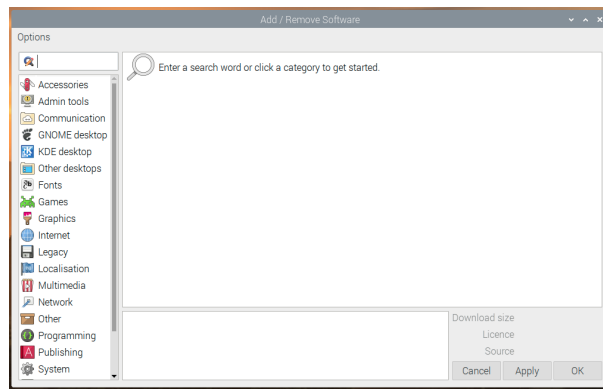 Add / Remove Software
Options
Enter a search word or click a category to get started.
Accessories
Admin tools
Communication
GNOME desktop
KDE desktop
Other desktops
Fonts
Games
Graphics
Internet
Legacy
Localisation
Multimedia
Network
Other
Programming
Publishing
System
Download size
Licence
Source
Cancel Apply OK